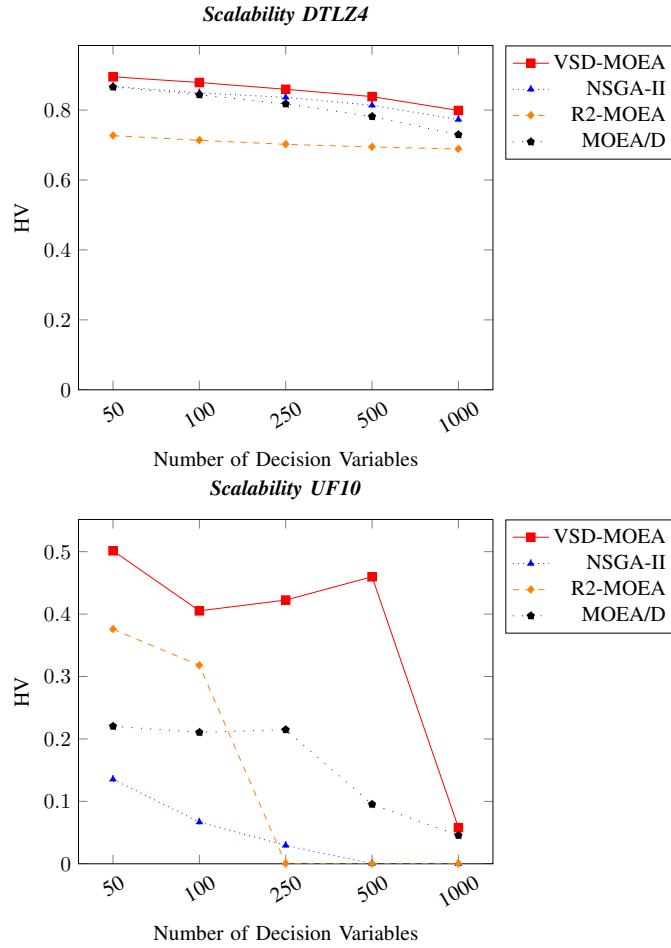 Scalability DTLZ4
VSD-MOEA
NSGA-II
R2-MOEA
MOEA/D
0.8
0.6
0.4
0.2
0
HV
50
100
250
500
1000
Number of Decision Variables
Scalability UF10
VSD-MOEA
NSGA-II
R2-MOEA
MOEA/D
0.5
0.4
0.3
0.2
0.1
0
HV
50
100
250
500
1000
Number of Decision Variables